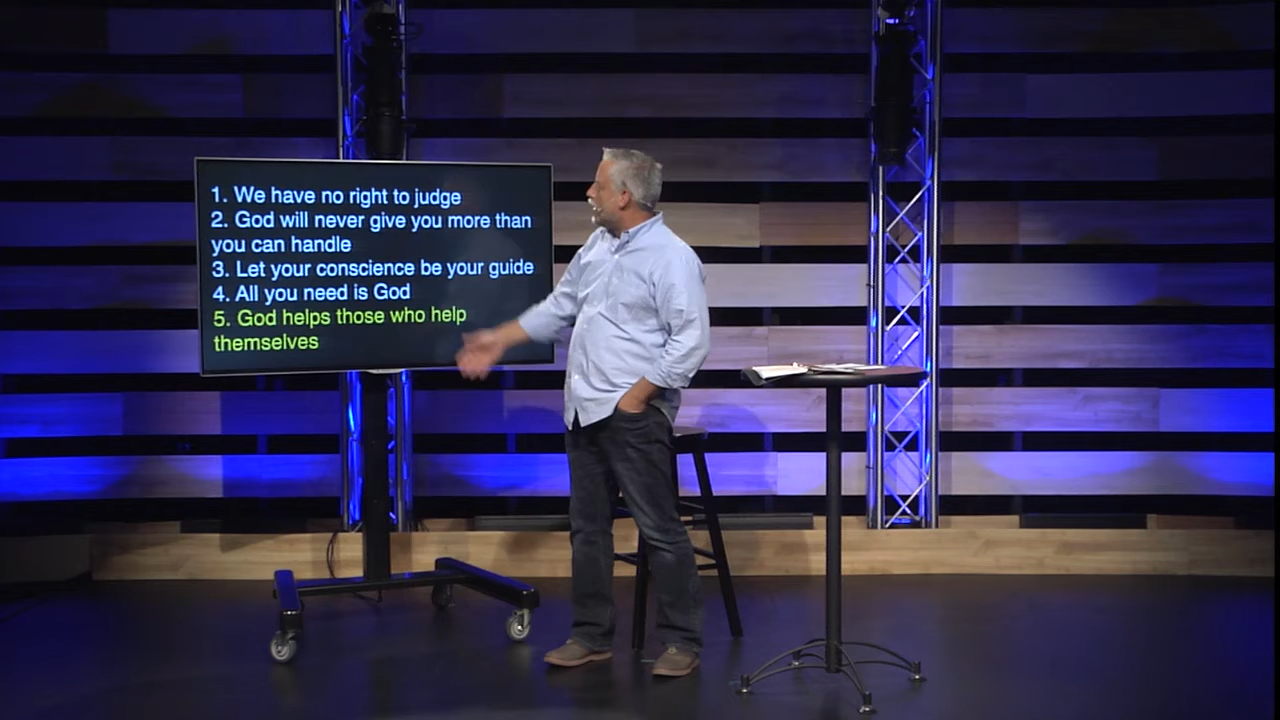 1. We have no right to judge
2. God will never give you more than
you can handle
3. Let your conscience be your guide
4. All you need is God
5. God helps those who help
themselves